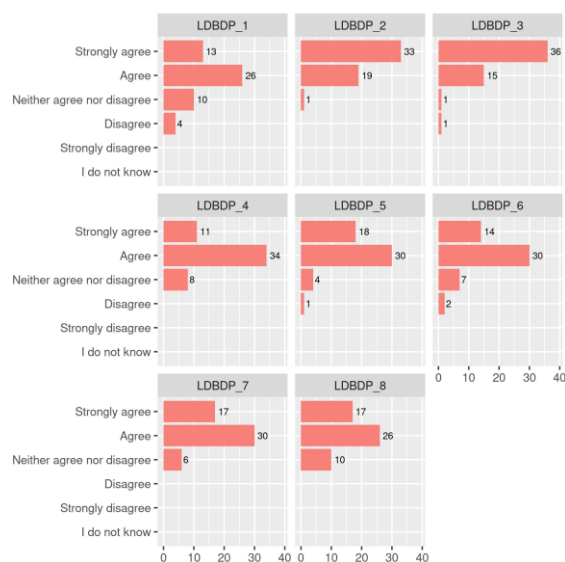 LDBDP_1 LDBDP_2 LDBDP_3
Strongly agree 13 33 36
Agree 26 19 15
Neither agree nor disagree 10 1 1
Disagree 4 1
Strongly disagree
I do not know
LDBDP_4 LDBDP_5 LDBDP_6
Strongly agree 11 18 14
Agree 34 30 30
Neither agree nor disagree 8 4 7
Disagree 1 2
Strongly disagree
I do not know
0 10 20 30 40
LDBDP_7 LDBDP_8
Strongly agree 17 17
Agree 30 26
Neither agree nor disagree 6 10
Disagree
Strongly disagree
I do not know
0 10 20 30 40 0 10 20 30 40